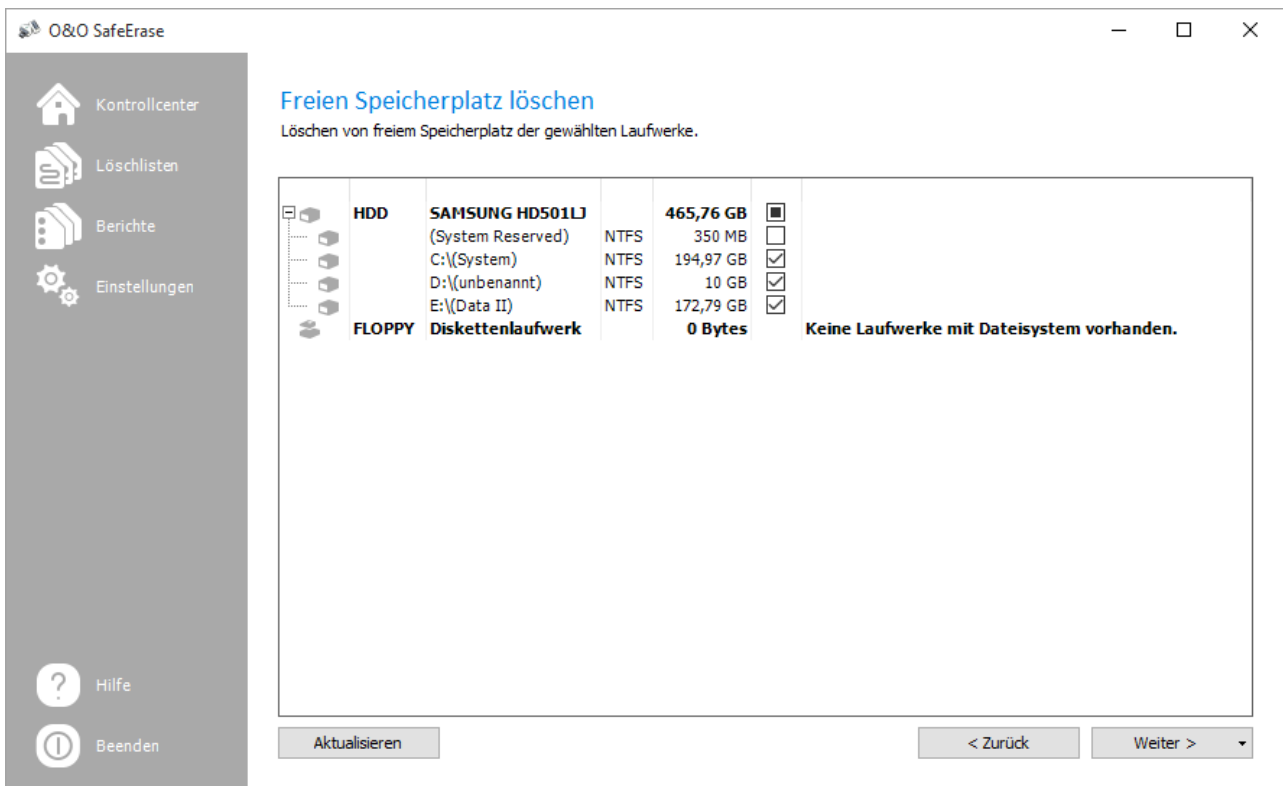 O&O SafeErase
Kontrollcenter
Löschlisten
Berichte
Einstellungen
Hilfe
Beenden
Freien Speicherplatz löschen
Löschen von freiem Speicherplatz der gewählten Laufwerke.
HDD SAMSUNG HD501LJ 465,76 GB
(System Reserved) NTFS 350 MB
C:\(System) NTFS 194,97 GB
D:\(unbenannt) NTFS 10 GB
E:\(Data II) NTFS 172,79 GB
FLOPPY Diskettenlaufwerk 0 Bytes Keine Laufwerke mit Dateisystem vorhanden.
Aktualisieren < Zurück Weiter >